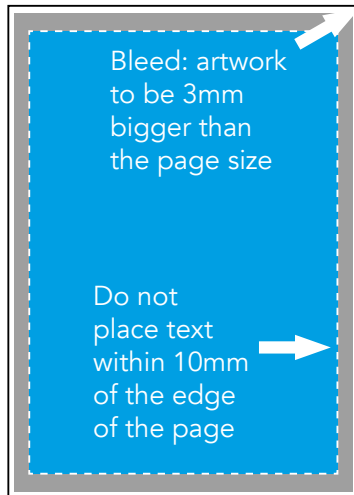 Bleed: artwork
to be 3mm
bigger than
the page size
Do not
place text
within 10mm
of the edge
of the page